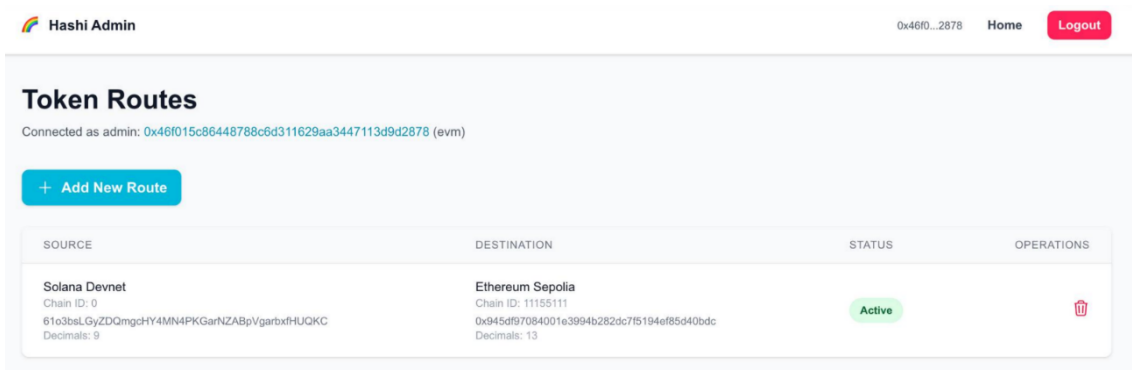 Hashi Admin
0x46f0...2878
Home
Logout
Token Routes
Connected as admin: 0x46f015c86448788c6d311629aa3447113d9d2878 (evm)
+ Add New Route
SOURCE DESTINATION STATUS OPERATIONS
Solana Devnet
Chain ID: 0
61o3bsLGyZDQmgcHY4MN4PKGarNZABpVgarbxfHUQKC
Decimals: 9
Ethereum Sepolia
Chain ID: 11155111
0x945df97084001e3994b282dc7f5194ef85d40bdc
Decimals: 13
Active